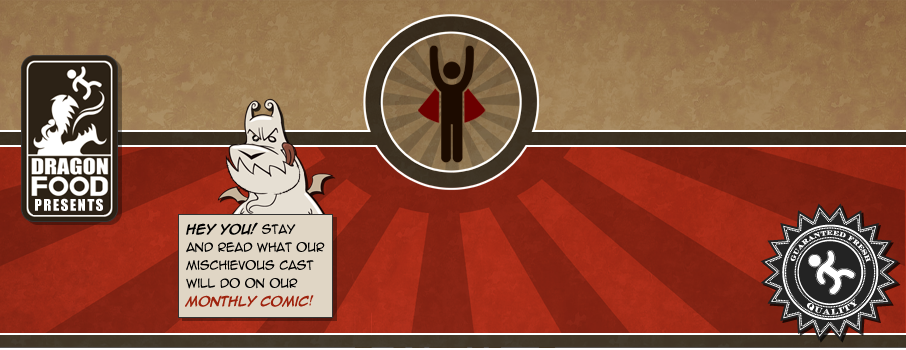 DRAGON
FOOD
PRESENTS
HEY YOU! STAY
AND READ WHAT OUR
MISCHIEVOUS CAST
WILL DO ON OUR
MONTHLY COMIC!
GUARANTEED FRESH
QUALITY